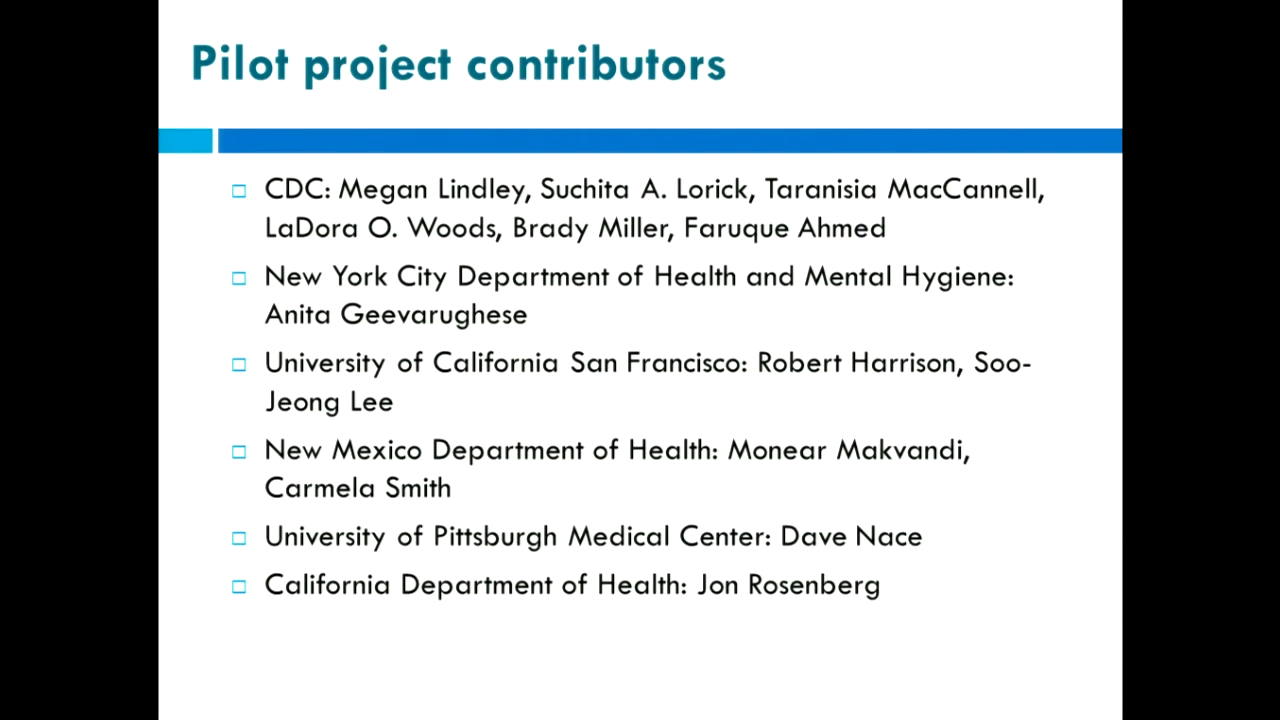 Pilot project contributors
CDC: Megan Lindley, Suchita A. Lorick, Taranisia MacCannell,
LaDora O. Woods, Brady Miller, Faruque Ahmed
New York City Department of Health and Mental Hygiene:
Anita Geevarughese
University of California San Francisco: Robert Harrison, Soo-
Jeong Lee
New Mexico Department of Health: Monear Makvandi,
Carmela Smith
University of Pittsburgh Medical Center: Dave Nace
California Department of Health: Jon Rosenberg